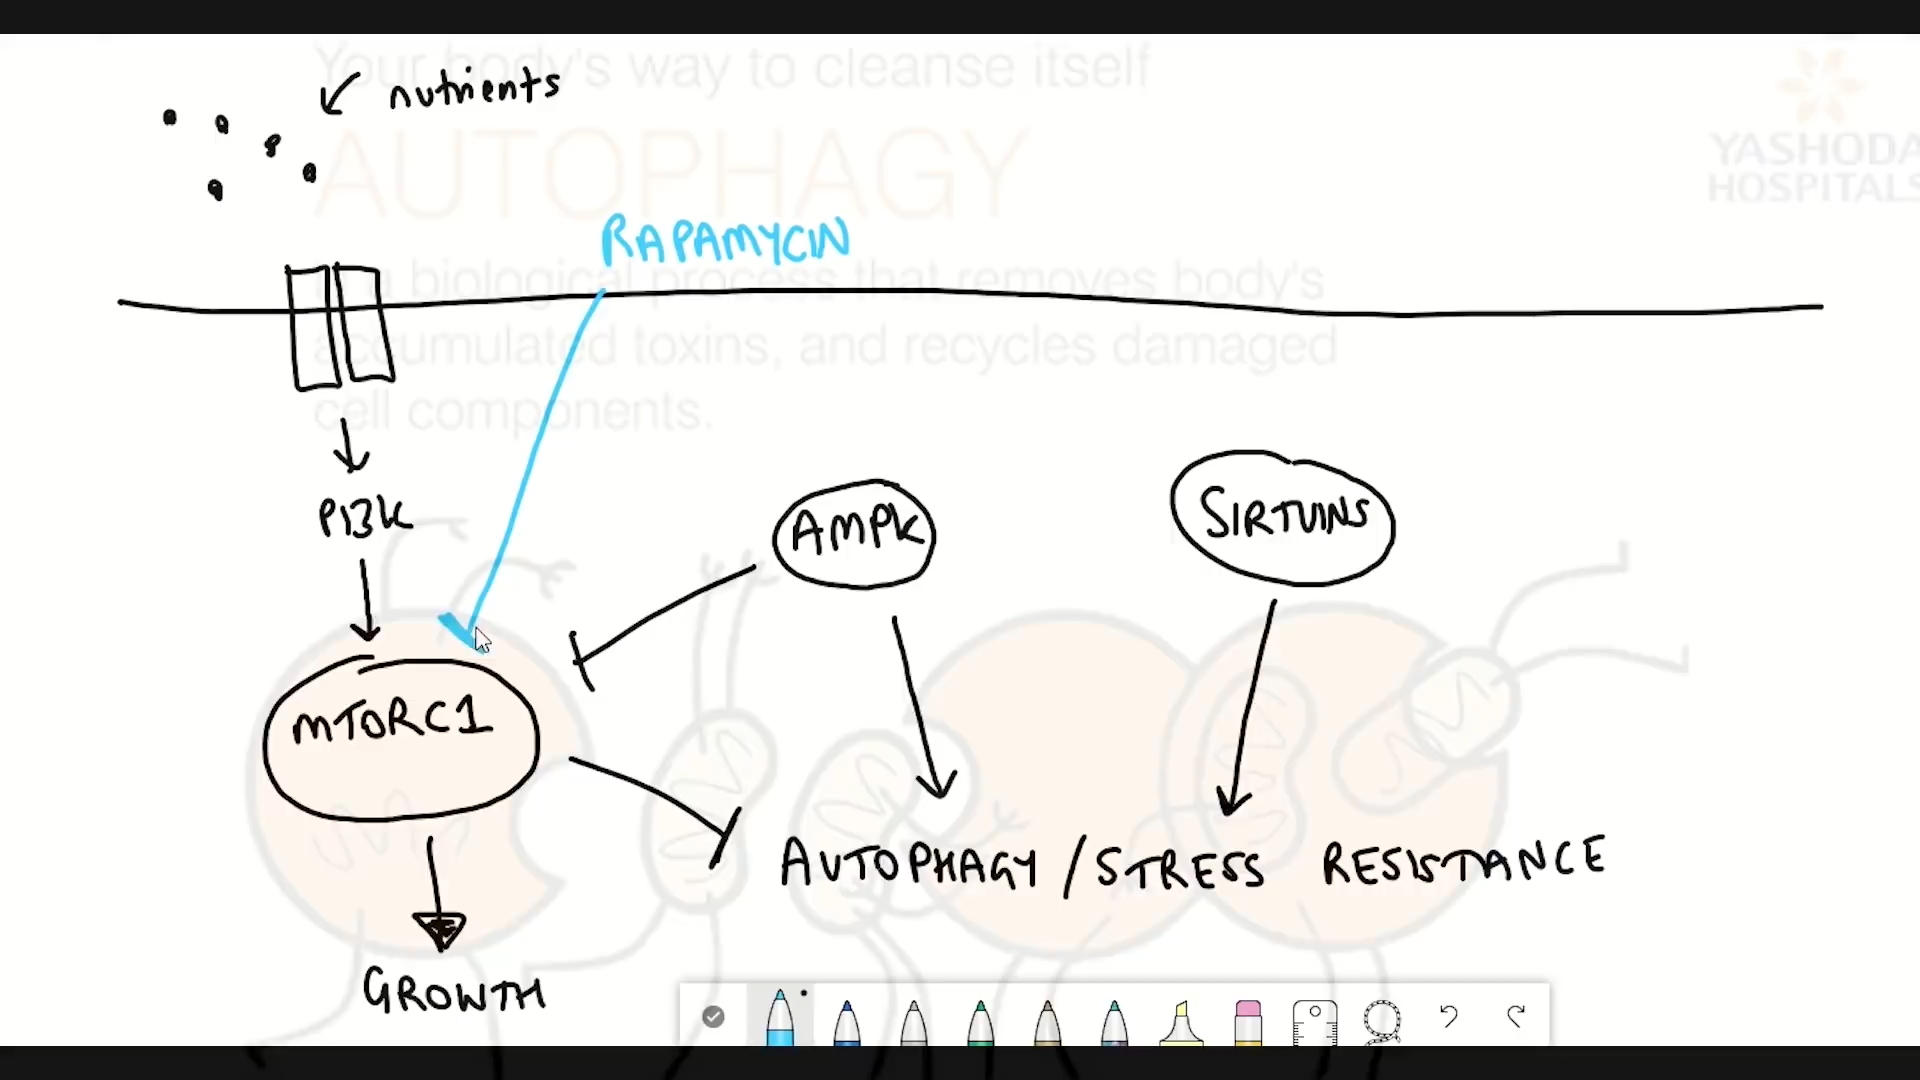 Your body's way to cleanse itself
nutrients
AUTOPHAGY
YASHODA
HOSPITALS
RAPAMYCIN
biological process that removes body's
accumulated toxins, and recycles damaged
cell components.
PI3K
AMPK
SIRTUINS
mTORC1
AUTOPHAGY / STRESS RESISTANCE
GROWTH